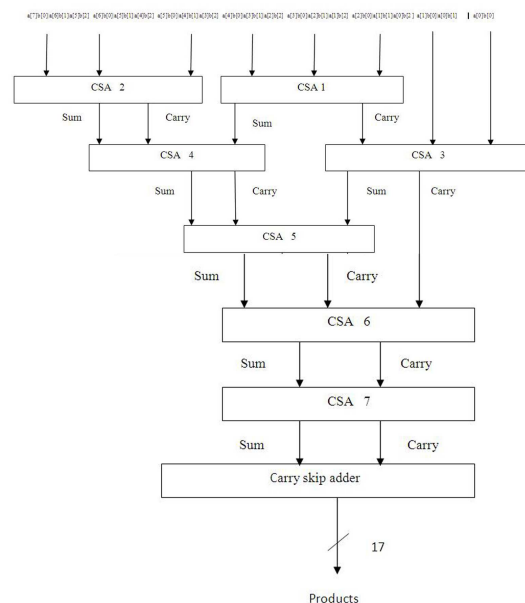 a[7]b[0]a[6]b[1]a[5]b[2] a[6]b[0]a[5]b[1]a[4]b[2] a[5]b[0]a[4]b[1]a[3]b[2] a[4]b[0]a[3]b[1]a[2]b[2] a[3]b[0]a[2]b[1]a[1]b[2] a[2]b[0]a[1]b[1]a[0]b[2] a[1]b[0]a[0]b[1] a[0]b[0]
CSA 2
CSA 1
Sum
Carry
Sum
Carry
CSA 4
CSA 3
Sum
Carry
Sum
Carry
CSA 5
Sum
Carry
CSA 6
Sum
Carry
CSA 7
Sum
Carry
Carry skip adder
17
Products